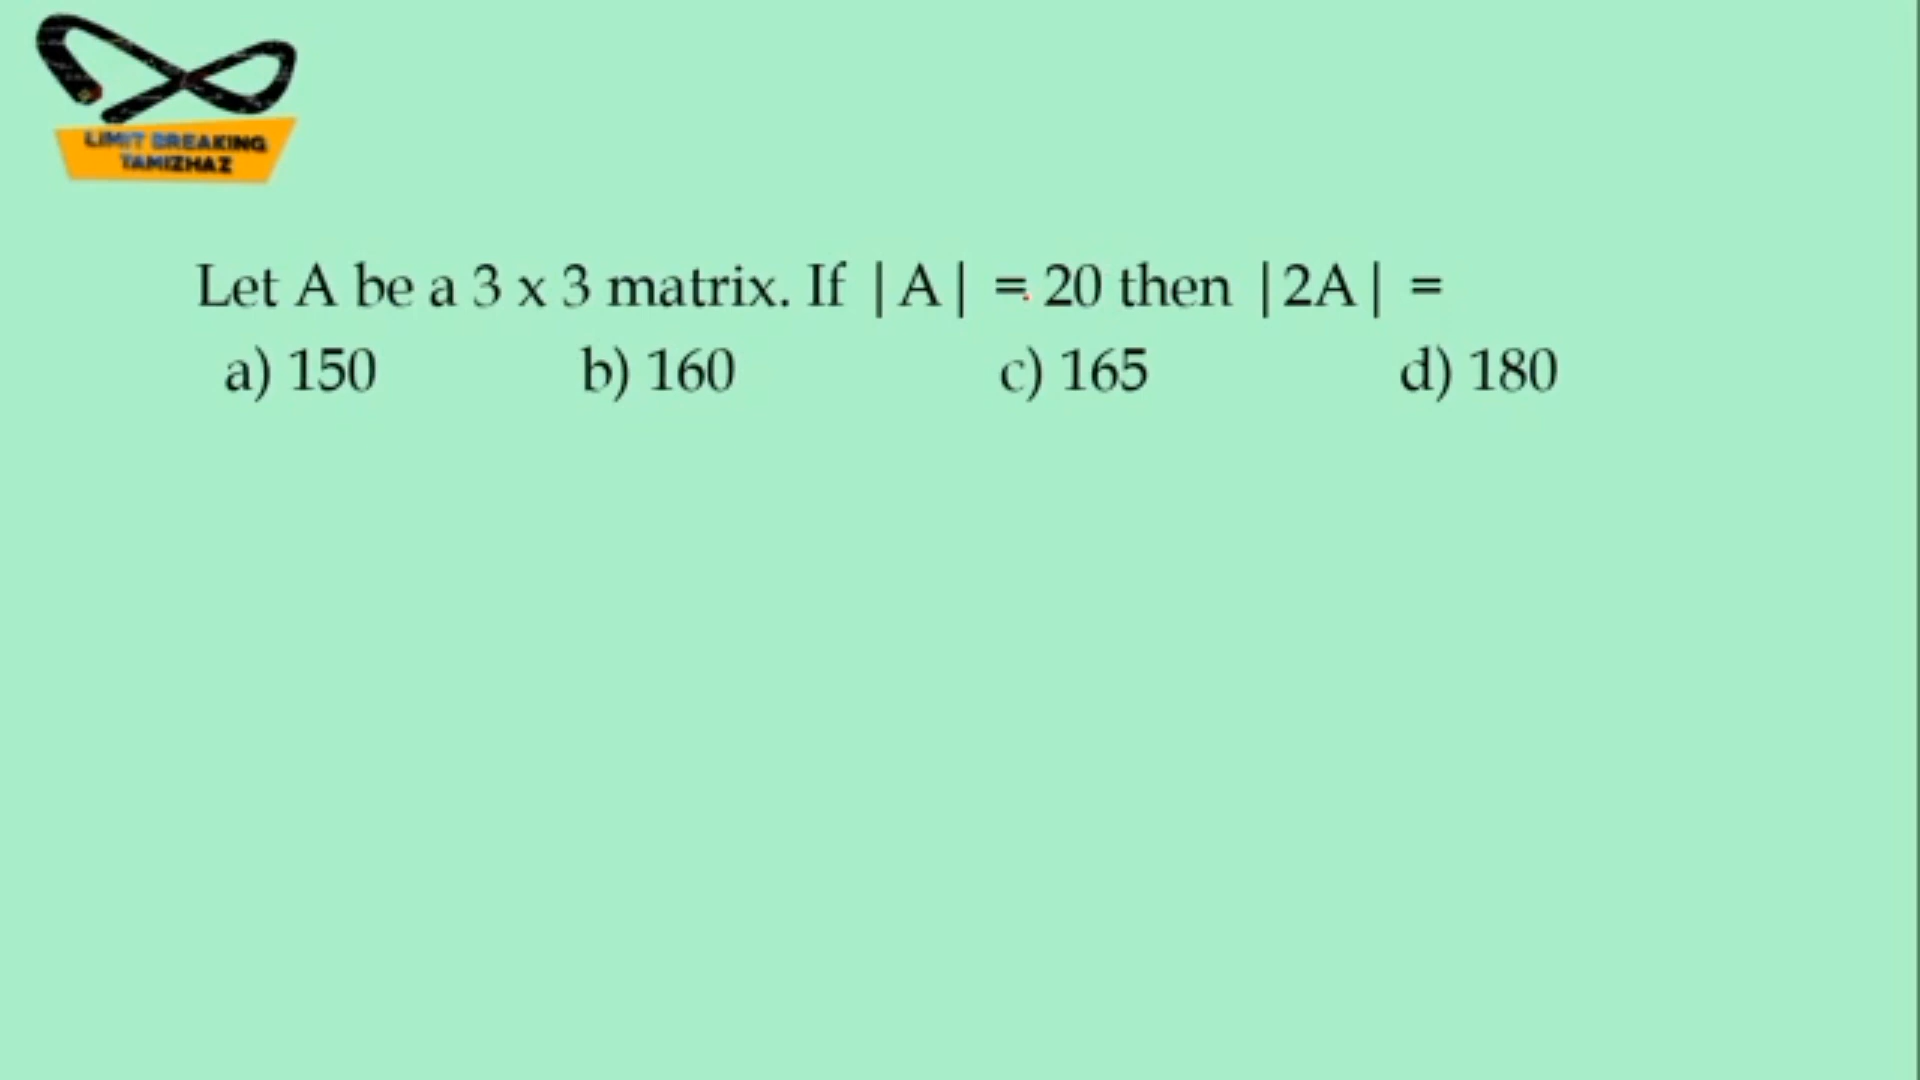 LIMIT BREAKING
TAMIZHAZ
Let A be a 3 x 3 matrix. If |A| = 20 then |2A| =
a) 150 b) 160 c) 165 d) 180